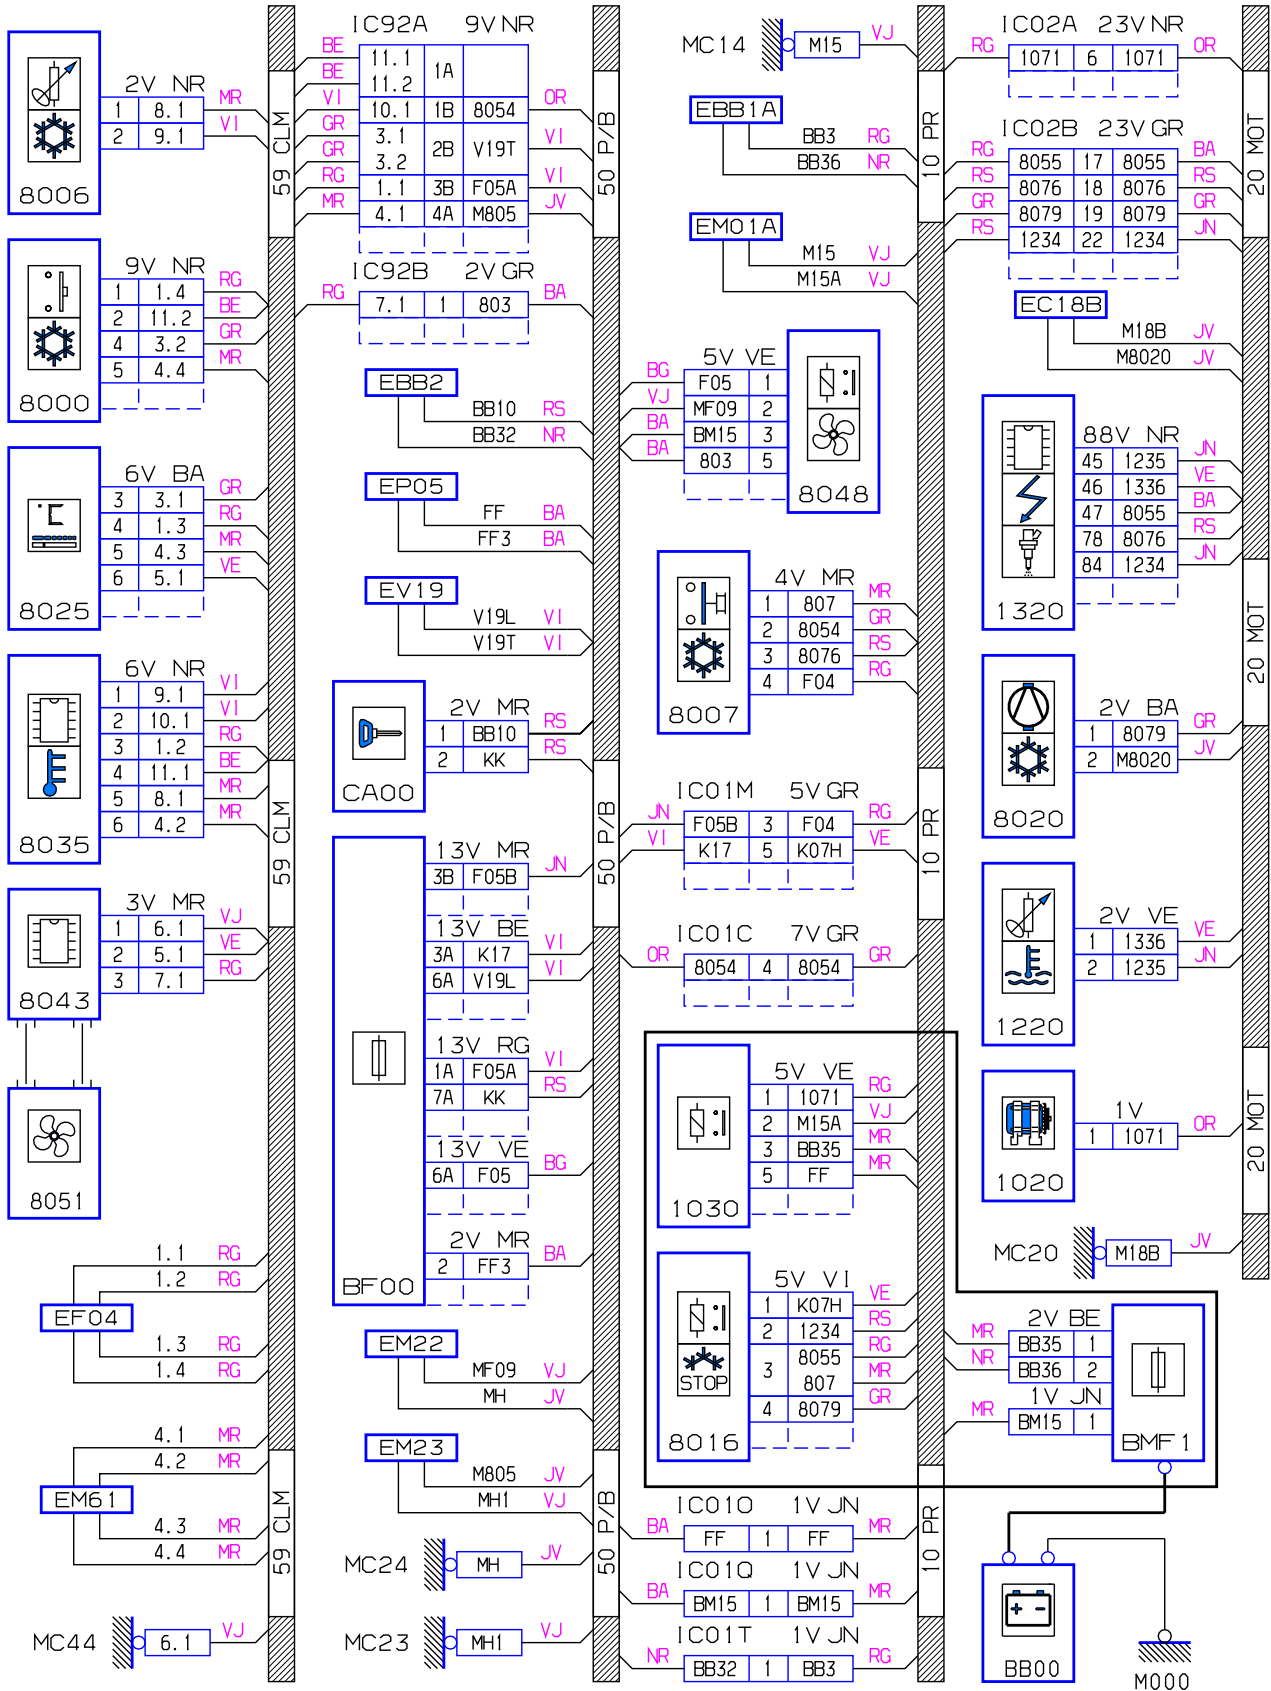 8006
2V NR
1 8.1 MR
2 9.1 VI
8000
9V NR
1 1.4 RG
2 11.2 BE
4 3.2 GR
5 4.4 MR
8025
°C
6V BA
3 3.1 GR
4 1.3 RG
5 4.3 MR
6 5.1 VE
8035
6V NR
1 9.1 VI
2 10.1 VI
3 1.2 RG
4 11.1 BE
5 8.1 MR
6 4.2 MR
8043
3V MR
1 6.1 VJ
2 5.1 VE
3 7.1 RG
8051
1.1 RG
1.2 RG
EF04
1.3 RG
1.4 RG
4.1 MR
4.2 MR
EM61
4.3 MR
4.4 MR
MC44 6.1 VJ
59 CLM
59 CLM
59 CLM
IC92A 9V NR
BE 11.1 1A
BE 11.2
VI 10.1 1B 8054 OR
GR 3.1 2B V19T VI
GR 3.2
RG 1.1 3B F05A VI
MR 4.1 4A M805 JV
IC92B 2V GR
RG 7.1 1 803 BA
EBB2
BB10 RS
BB32 NR
EP05
FF BA
FF3 BA
EV19
V19L VI
V19T VI
CA00
2V MR
1 BB10 RS
2 KK RS
BF00
13V MR
3B F05B JN
13V BE
3A K17 VI
6A V19L VI
13V RG
1A F05A VI
7A KK RS
13V VE
6A F05 BG
2V MR
2 FF3 BA
EM22
MF09 VJ
MH JV
EM23
M805 JV
MH1 VJ
MC24 MH JV
MC23 MH1 VJ
50 P/B
50 P/B
50 P/B
MC14 M15 VJ
EBB1A
BB3 RG
BB36 NR
EM01A
M15 VJ
M15A VJ
5V VE
BG F05 1
VJ MF09 2
BA BM15 3
BA 803 5
8048
8007
4V MR
1 807 MR
2 8054 GR
3 8076 RS
4 F04 RG
IC01M 5V GR
JN F05B 3 F04 RG
VI K17 5 K07H VE
IC01C 7V GR
OR 8054 4 8054 GR
1030
5V VE
1 1071 RG
2 M15A VJ
3 BB35 MR
5 FF MR
8016
STOP
5V VI
1 K07H VE
2 1234 RS
3 8055 RG
807 MR
4 8079 GR
IC01O 1V JN
BA FF 1 FF MR
IC01Q 1V JN
BA BM15 1 BM15 MR
IC01T 1V JN
NR BB32 1 BB3 RG
10 PR
10 PR
10 PR
IC02A 23V NR
RG 1071 6 1071 OR
IC02B 23V GR
RG 8055 17 8055 BA
RS 8076 18 8076 RS
GR 8079 19 8079 GR
RS 1234 22 1234 JN
EC18B
M18B JV
M8020 JV
1320
88V NR
45 1235 JN
46 1336 VE
47 8055 BA
78 8076 RS
84 1234 JN
8020
2V BA
1 8079 GR
2 M8020 JV
1220
2V VE
1 1336 VE
2 1235 JN
1020
1V
1 1071 OR
MC20 M18B JV
2V BE
MR BB35 1
NR BB36 2
1V JN
MR BM15 1
BMF1
BB00
+ -
M000
20 MOT
20 MOT
20 MOT